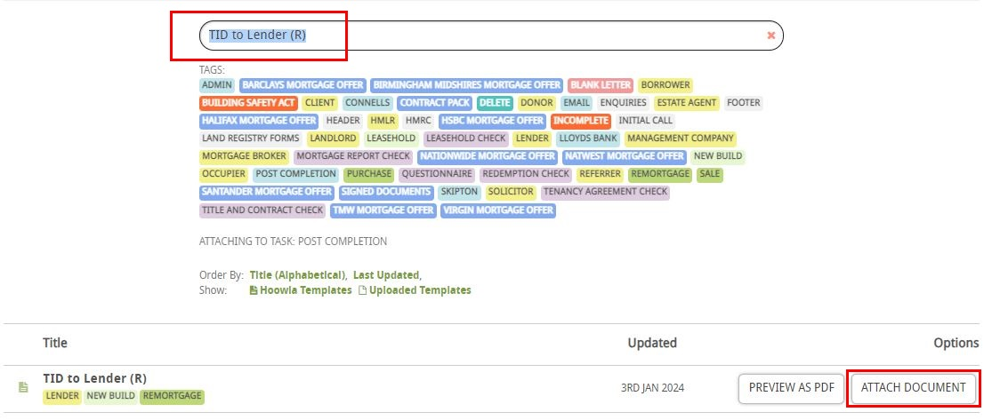 TID to Lender (R)
TAGS:
ADMIN BARCLAYS MORTGAGE OFFER BIRMINGHAM MIDSHIRES MORTGAGE OFFER BLANK LETTER BORROWER
BUILDING SAFETY ACT CLIENT CONNELLS CONTRACT PACK DELETE DONOR EMAIL ENQUIRIES ESTATE AGENT FOOTER
HALIFAX MORTGAGE OFFER HEADER HMLR HMRC HSBC MORTGAGE OFFER INCOMPLETE INITIAL CALL
LAND REGISTRY FORMS LANDLORD LEASEHOLD LEASEHOLD CHECK LENDER LLOYDS BANK MANAGEMENT COMPANY
MORTGAGE BROKER MORTGAGE REPORT CHECK NATIONWIDE MORTGAGE OFFER NATWEST MORTGAGE OFFER NEW BUILD
OCCUPIER POST COMPLETION PURCHASE QUESTIONNAIRE REDEMPTION CHECK REFERRER REMORTGAGE SALE
SANTANDER MORTGAGE OFFER SIGNED DOCUMENTS SKIPTON SOLICITOR TENANCY AGREEMENT CHECK
TITLE AND CONTRACT CHECK TMW MORTGAGE OFFER VIRGIN MORTGAGE OFFER
ATTACHING TO TASK: POST COMPLETION
Order By: Title (Alphabetical), Last Updated,
Show: Hoowla Templates Uploaded Templates
Title Updated Options
TID to Lender (R)
LENDER NEW BUILD REMORTGAGE 3RD JAN 2024 PREVIEW AS PDF ATTACH DOCUMENT